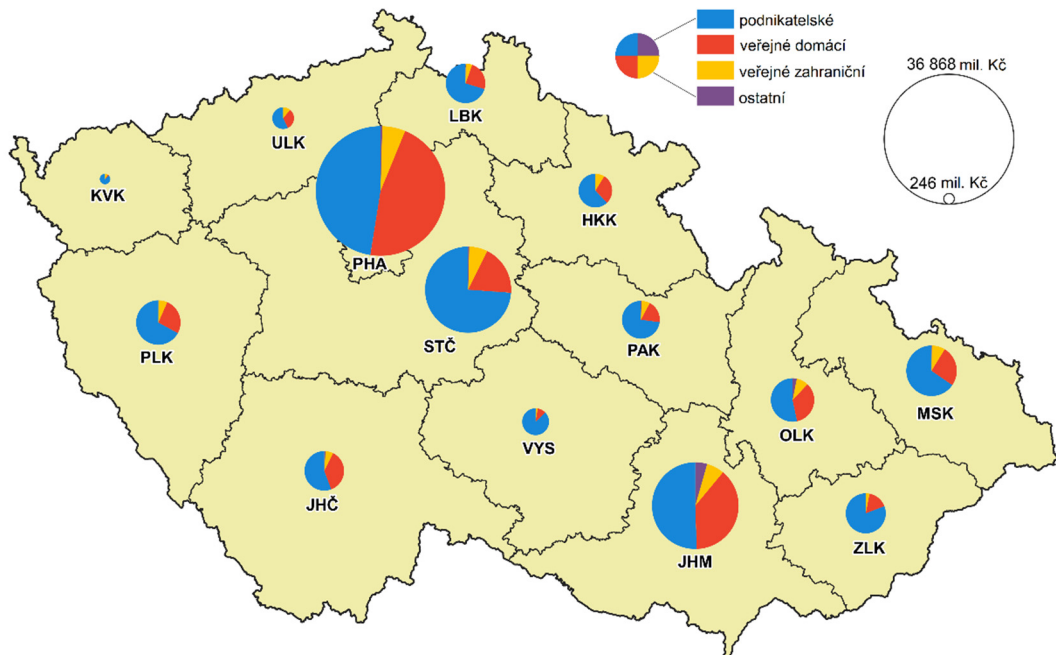 podnikatelské
veřejné domácí
veřejné zahraniční
ostatní
36 868 mil. Kč
246 mil. Kč
LBK
ULK
KVK
HKK
PHA
STČ
PAK
PLK
MSK
OLK
VYS
JHČ
ZLK
JHM